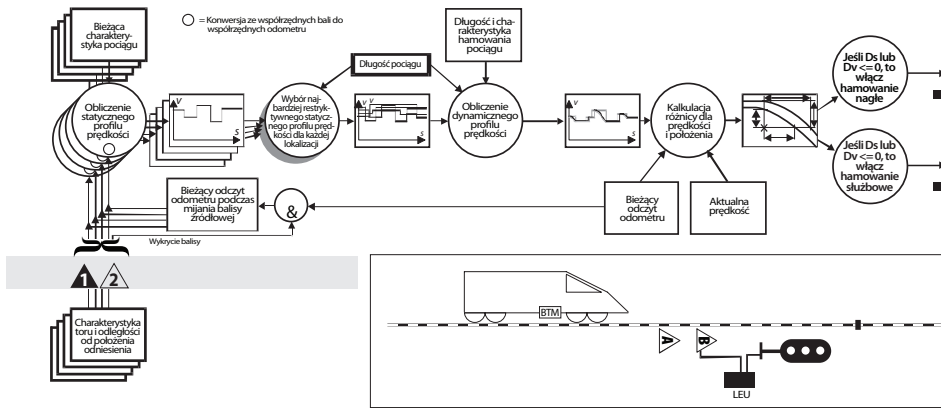 Bieżąca
charaktery-
styka pociągu
= Konwersja ze współrzędnych bali do
współrzędnych odometru
Długość i cha-
rakterystyka
hamowania
pociągu
Długość pociągu
Obliczenie
statycznego
profilu
prędkości
v
s
Wybór naj-
bardziej restryk-
tywnego statycz-
nego profilu pręd-
kości dla każdej
lokalizacji
v
v
s
Obliczenie
dynamicznego
profilu
prędkości
v
s
Kalkulacja
różnicy dla
prędkości
i położenia
Jeśli Ds lub
Dv <= 0, to
włącz
hamowanie
nagłe
Jeśli Ds lub
Dv <= 0, to
włącz
hamowanie
służbowe
Bieżący odczyt
odometru podczas
mijania balisy
źródłowej
&
Bieżący
odczyt
odometru
Aktualna
prędkość
Wykrycie balisy
1 2
Charakterystyka
toru i odległości
od położenia
odniesienia
BTM
A B
LEU